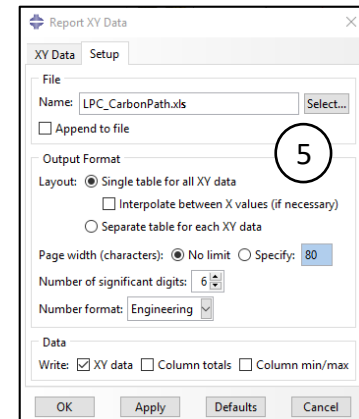 Report XY Data
XY Data Setup
File
Name: LPC_CarbonPath.xls Select...
Append to file
5
Output Format
Layout: Single table for all XY data
Interpolate between X values (if necessary)
Separate table for each XY data
Page width (characters): No limit Specify: 80
Number of significant digits: 6
Number format: Engineering
Data
Write: XY data Column totals Column min/max
OK Apply Defaults Cancel